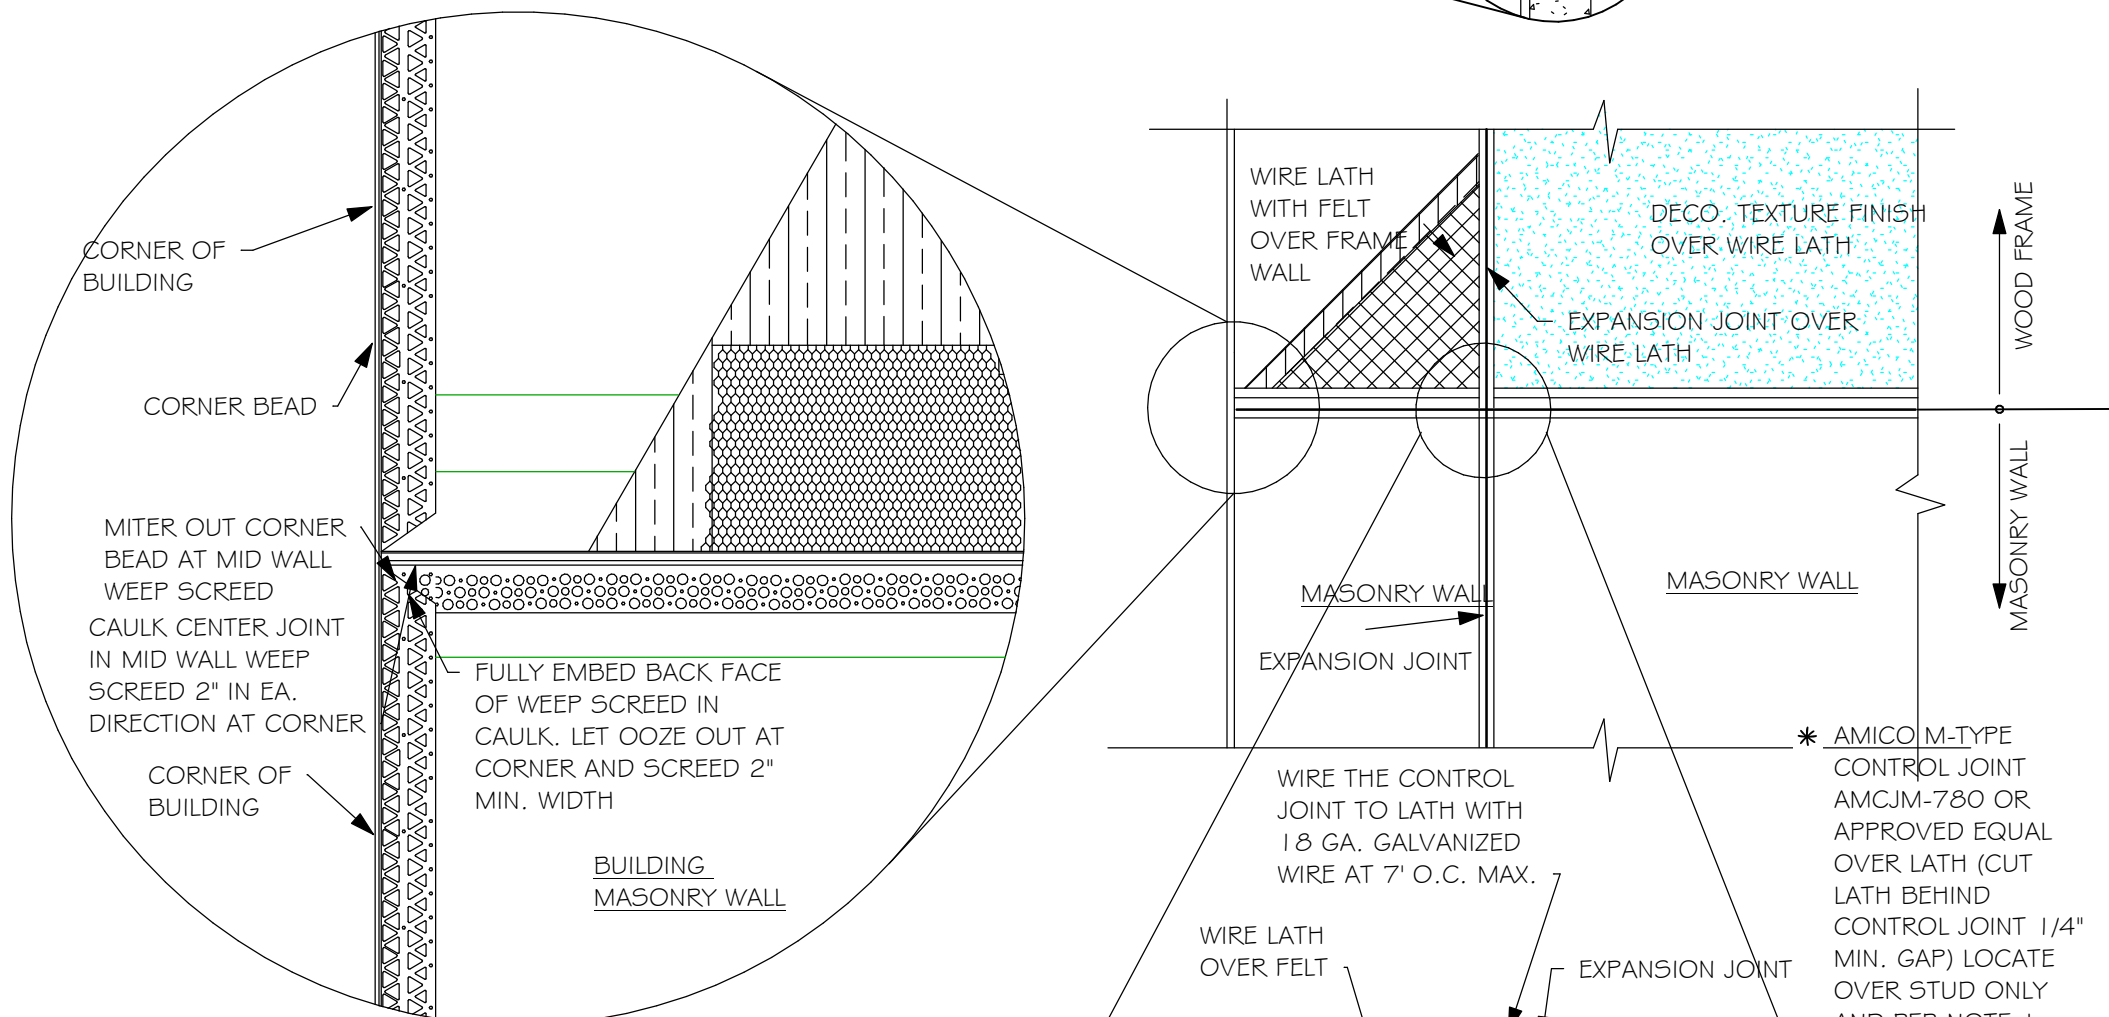 CORNER OF
BUILDING
CORNER BEAD
MITER OUT CORNER
BEAD AT MID WALL
WEEP SCREED
CAULK CENTER JOINT
IN MID WALL WEEP
SCREED 2" IN EA.
DIRECTION AT CORNER
CORNER OF
BUILDING
FULLY EMBED BACK FACE
OF WEEP SCREED IN
CAULK. LET OOZE OUT AT
CORNER AND SCREED 2"
MIN. WIDTH
BUILDING
MASONRY WALL
WIRE LATH
WITH FELT
OVER FRAME
WALL
DECO. TEXTURE FINISH
OVER WIRE LATH
EXPANSION JOINT OVER
WIRE LATH
WOOD FRAME
MASONRY WALL
MASONRY WALL
EXPANSION JOINT
MASONRY WALL
WIRE THE CONTROL
JOINT TO LATH WITH
18 GA. GALVANIZED
WIRE AT 7' O.C. MAX.
WIRE LATH
OVER FELT
EXPANSION JOINT
* AMICO M-TYPE
CONTROL JOINT
AMCJM-780 OR
APPROVED EQUAL
OVER LATH (CUT
LATH BEHIND
CONTROL JOINT 1/4"
MIN. GAP) LOCATE
OVER STUD ONLY
AND PER NOTE